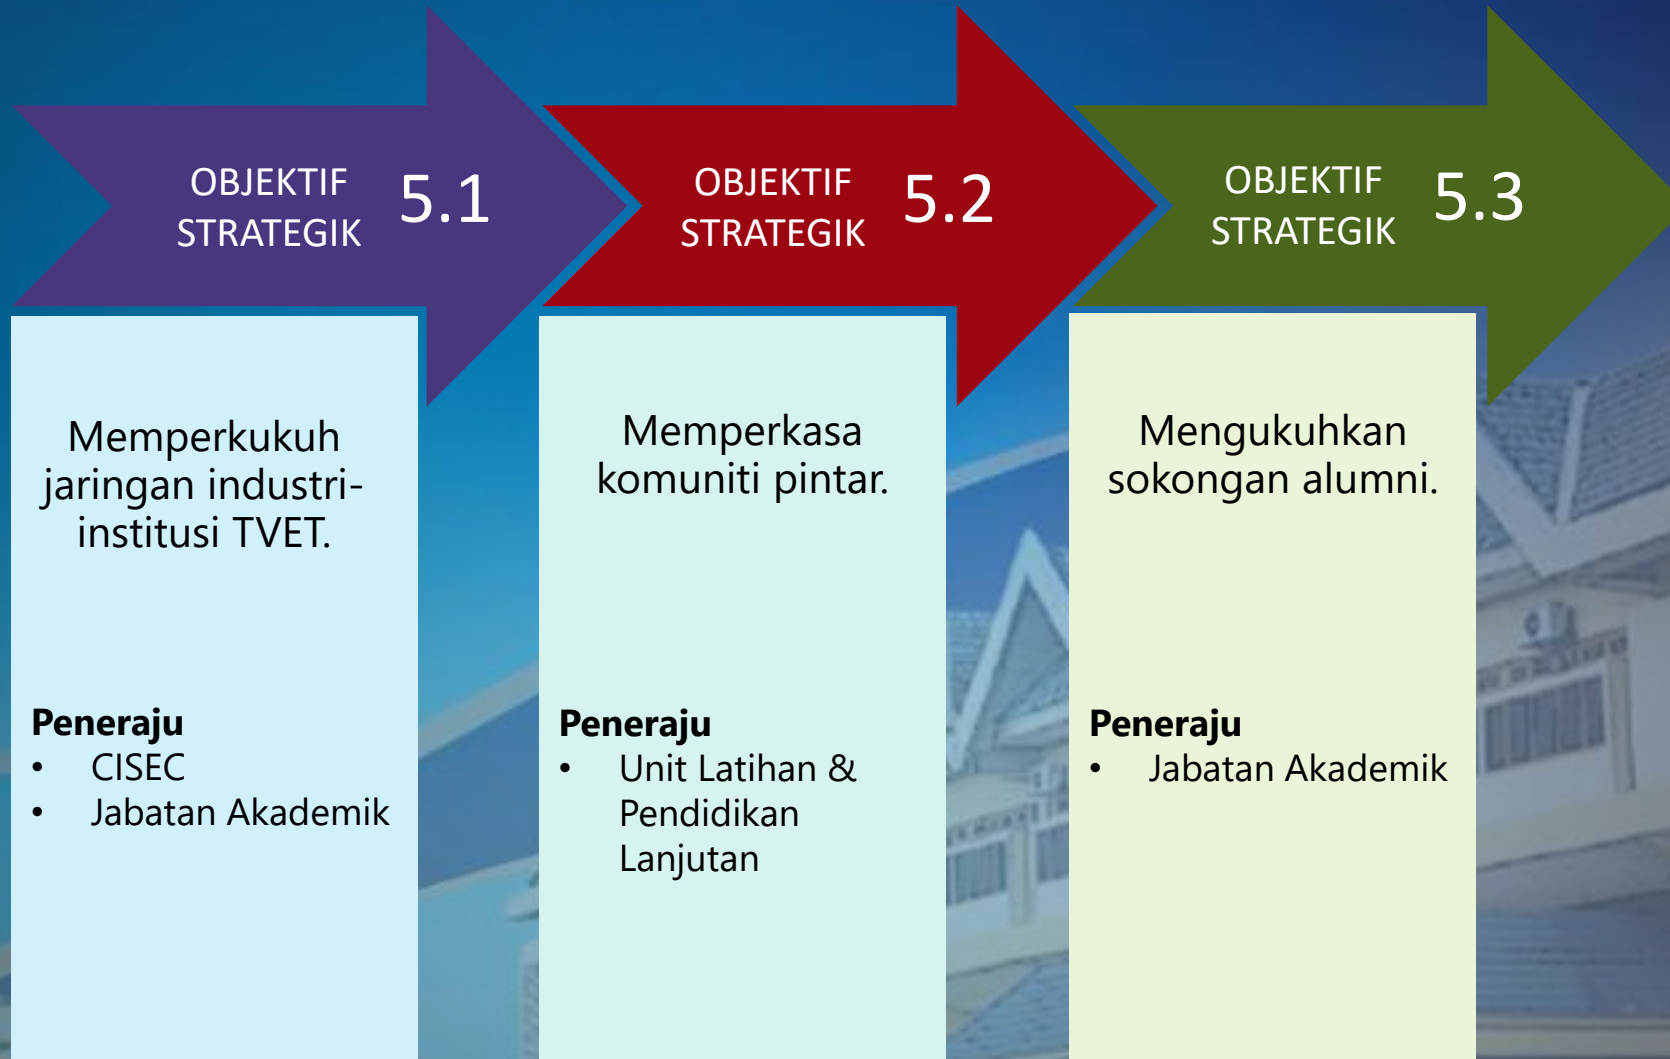 OBJEKTIF
STRATEGIK
5.1
OBJEKTIF
STRATEGIK
5.2
OBJEKTIF
STRATEGIK
5.3
Memperkukuh
jaringan industri-
institusi TVET.
Peneraju
• CISEC
• Jabatan Akademik
Memperkasa
komuniti pintar.
Peneraju
• Unit Latihan &
Pendidikan
Lanjutan
Mengukuhkan
sokongan alumni.
Peneraju
• Jabatan Akademik